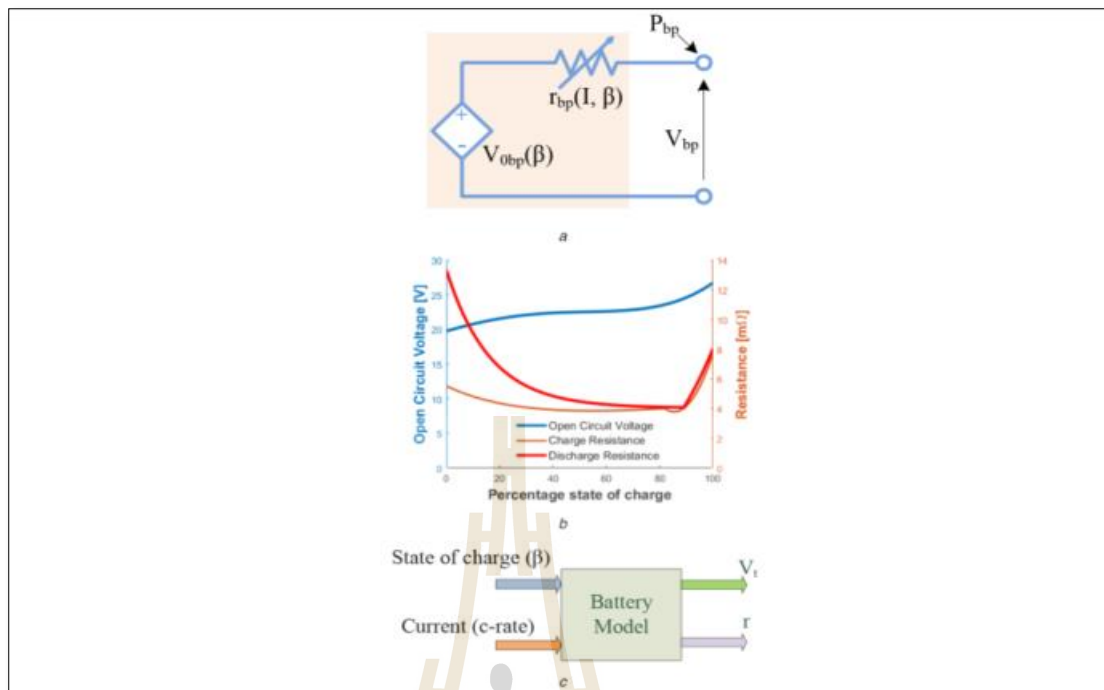 P_bp
r_bp(I, β)
V_0bp(β)
+
-
V_bp
a
Open Circuit Voltage [V]
30
25
20
15
10
5
0
14
12
10
8
6
4
2
0
Resistance [mΩ]
Open Circuit Voltage
Charge Resistance
Discharge Resistance
0 20 40 60 80 100
Percentage state of charge
b
State of charge (β)
Current (c-rate)
Battery
Model
V_t
r
c